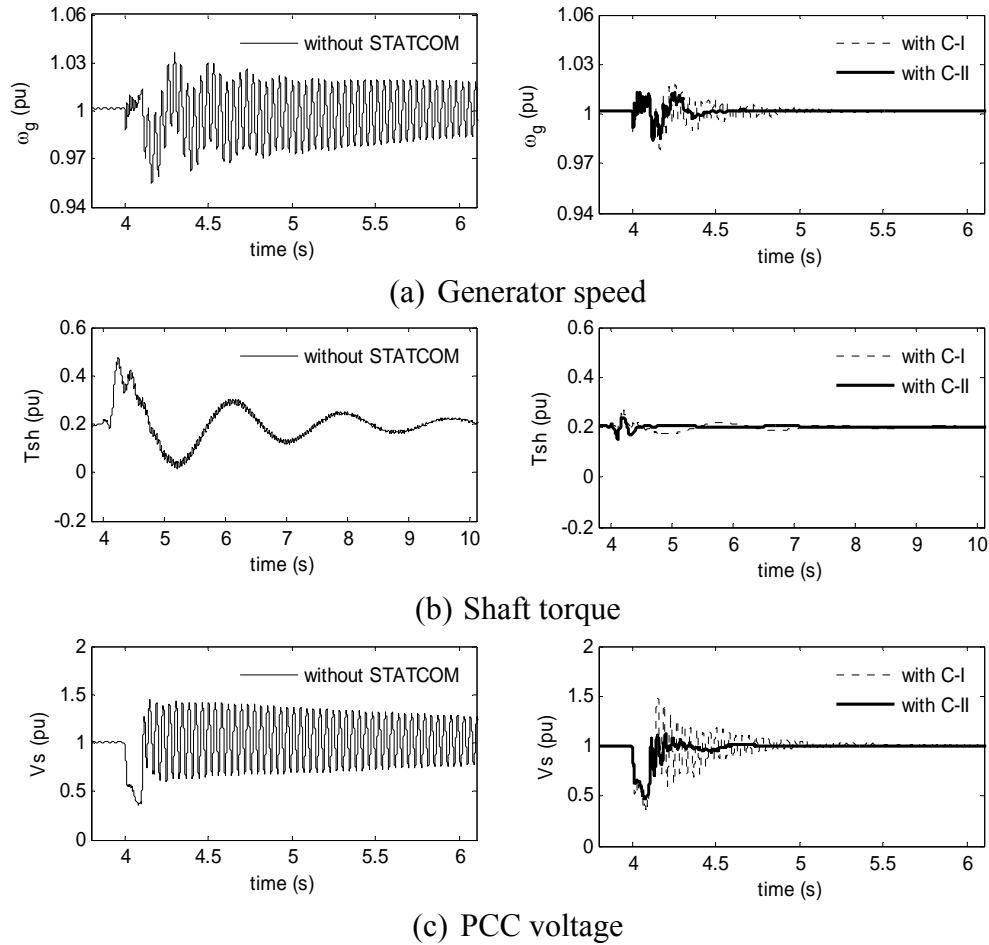 1.06
1.03
1
0.97
0.94
ωg (pu)
without STATCOM
4 4.5 5 5.5 6
time (s)
1.06
1.03
1
0.97
0.94
ωg (pu)
with C-I
with C-II
4 4.5 5 5.5 6
time (s)
(a) Generator speed
0.6
0.4
0.2
0
-0.2
Tsh (pu)
without STATCOM
4 5 6 7 8 9 10
time (s)
0.6
0.4
0.2
0
-0.2
Tsh (pu)
with C-I
with C-II
4 5 6 7 8 9 10
time (s)
(b) Shaft torque
2
1.5
1
0.5
0
Vs (pu)
without STATCOM
4 4.5 5 5.5 6
time (s)
2
1.5
1
0.5
0
Vs (pu)
with C-I
with C-II
4 4.5 5 5.5 6
time (s)
(c) PCC voltage